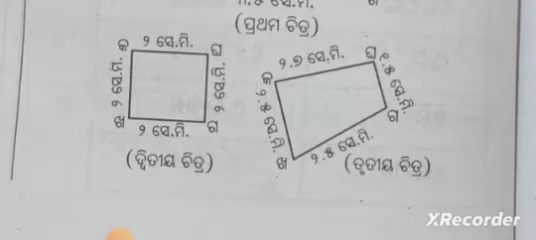 (ପ୍ରଥମ ଚିତ୍ର)
କ ୨ ସେ.ମି. ଘ
୨ ସେ.ମି.
୨ ସେ.ମି.
ଖ ୨ ସେ.ମି. ଗ
(ଦ୍ୱିତୀୟ ଚିତ୍ର)
କ ୨.୭ ସେ.ମି. ଘ
ସେ.ମି.
ସେ.ମି.
ଖ ୨.୫ ସେ.ମି. ଗ
(ତୃତୀୟ ଚିତ୍ର)
XRecorder